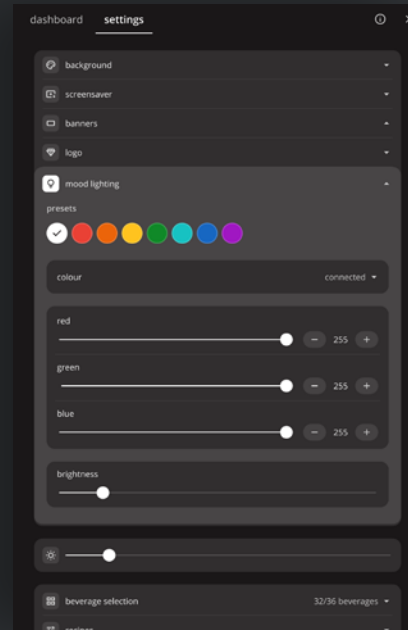 dashboard settings
background
screensaver
banners
logo
mood lighting
presets
colour connected
red
255
green
255
blue
255
brightness
beverage selection 32/36 beverages
recipes